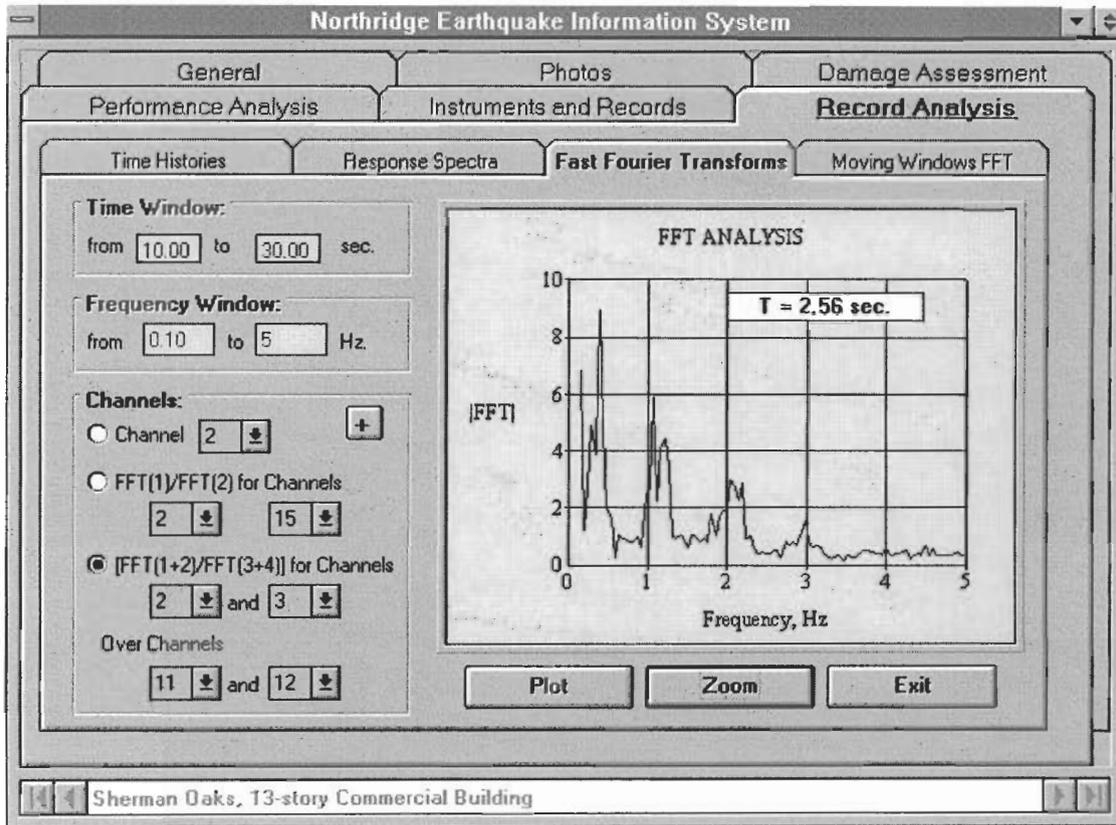 Northridge Earthquake Information System
General Photos Damage Assessment
Performance Analysis Instruments and Records Record Analysis
Time Histories Response Spectra Fast Fourier Transforms Moving Windows FFT
Time Window:
from 10.00 to 30.00 sec.
Frequency Window:
from 0.10 to 5 Hz.
Channels:
Channel 2 +
FFT(1)/FFT(2) for Channels
2 15
[FFT(1+2)/FFT(3+4)] for Channels
2 and 3
Over Channels
11 and 12
FFT ANALYSIS
T = 2.56 sec.
10
8
6
|FFT|
4
2
0
0 1 2 3 4 5
Frequency, Hz
Plot Zoom Exit
Sherman Oaks, 13-story Commercial Building